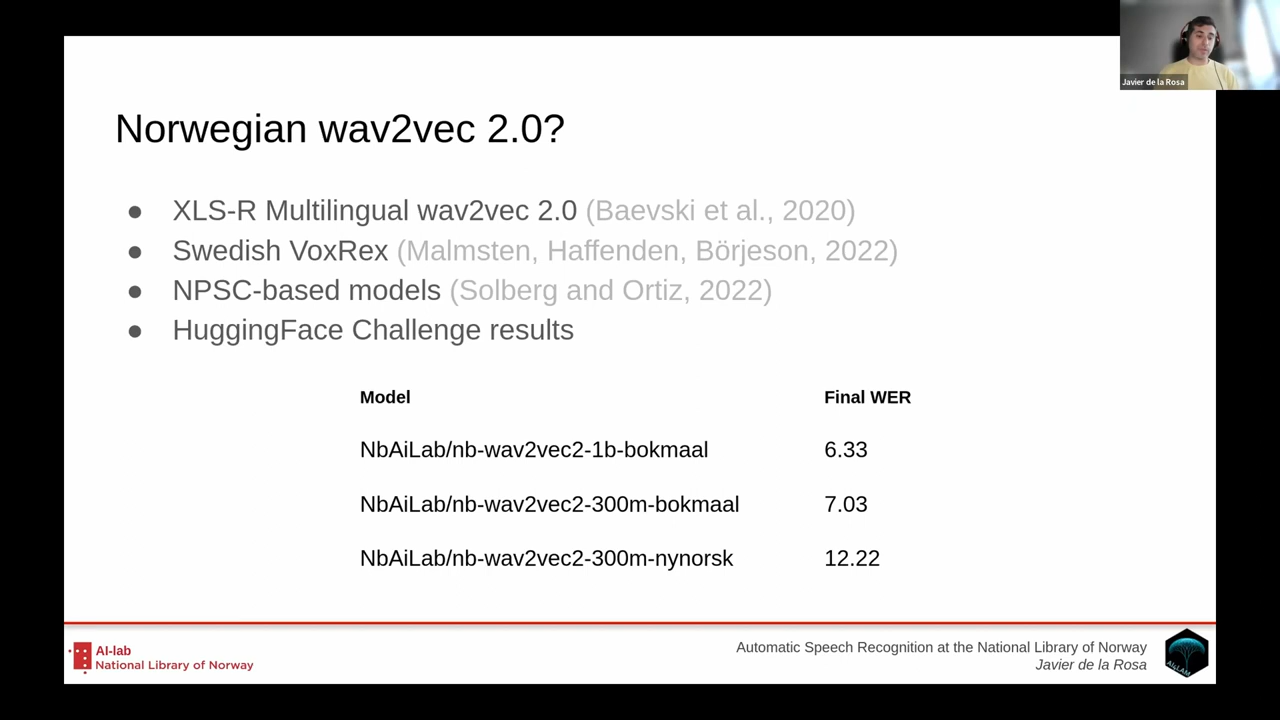 Javier de la Rosa
Norwegian wav2vec 2.0?
● XLS-R Multilingual wav2vec 2.0 (Baevski et al., 2020)
● Swedish VoxRex (Malmsten, Haffenden, Börjeson, 2022)
● NPSC-based models (Solberg and Ortiz, 2022)
● HuggingFace Challenge results
Model Final WER
NbAiLab/nb-wav2vec2-1b-bokmaal 6.33
NbAiLab/nb-wav2vec2-300m-bokmaal 7.03
NbAiLab/nb-wav2vec2-300m-nynorsk 12.22
AI-lab
National Library of Norway
Automatic Speech Recognition at the National Library of Norway
Javier de la Rosa